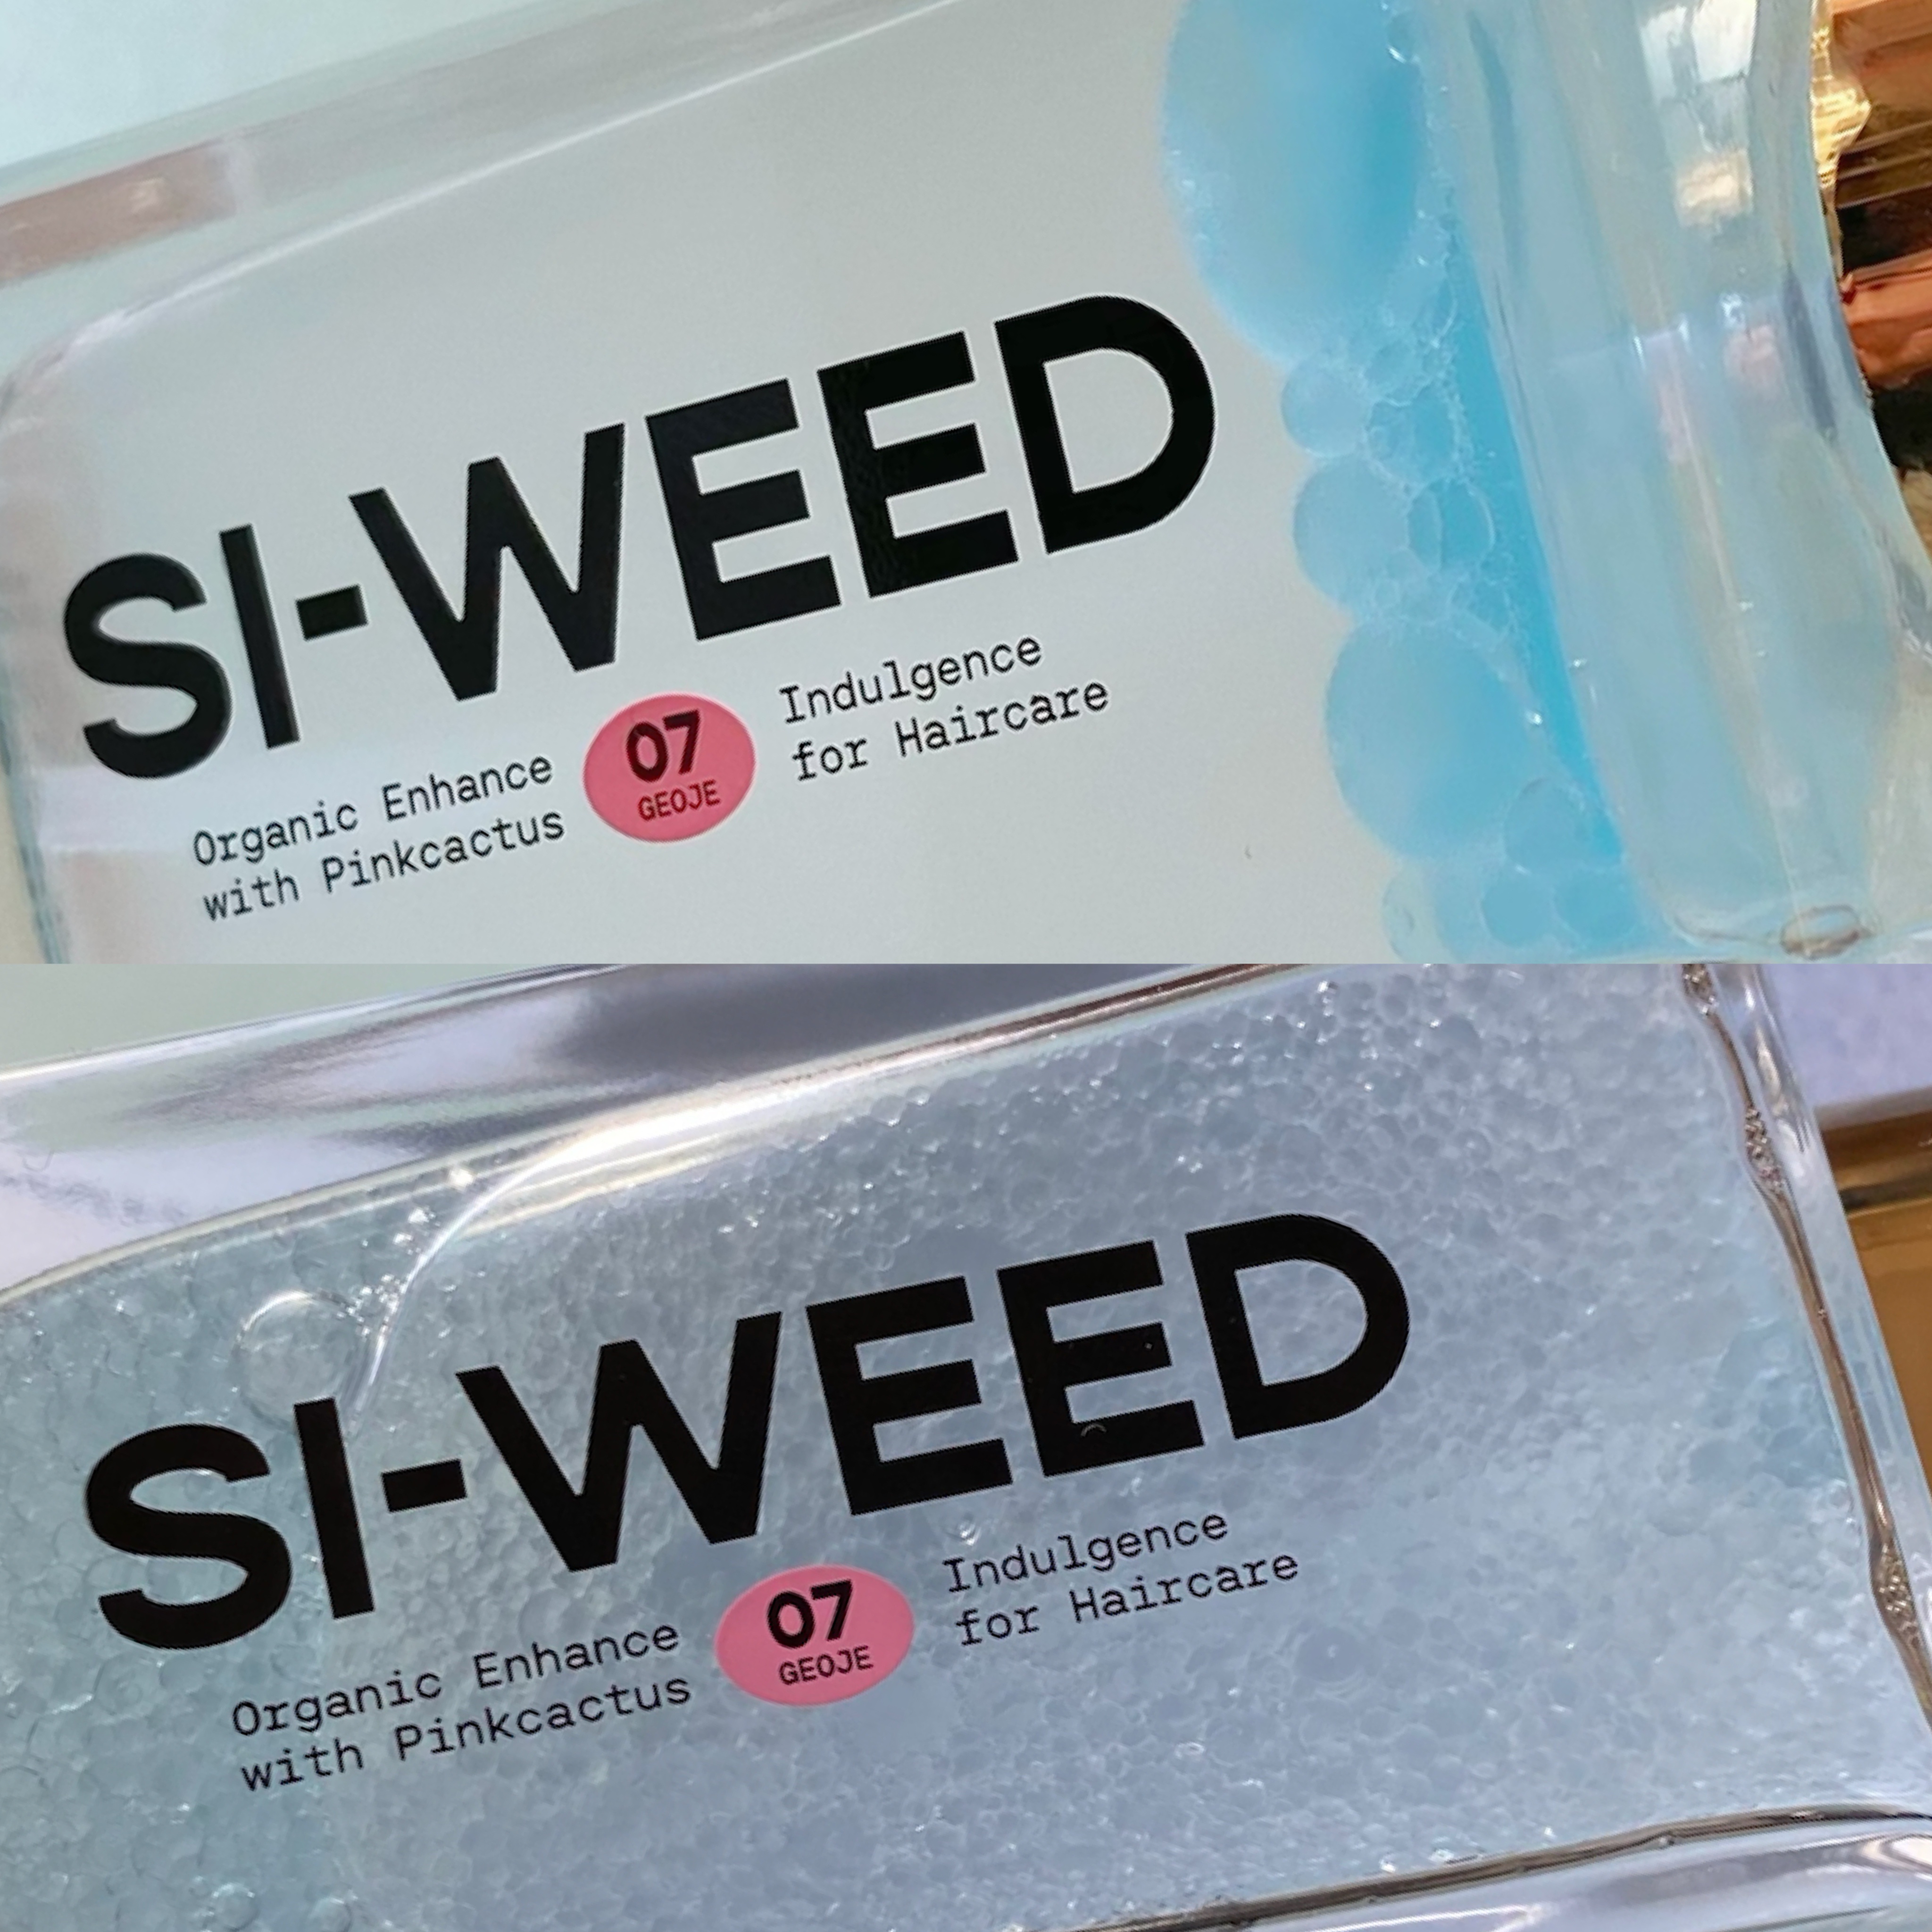 SI-WEED
Organic Enhance
with Pinkcactus
07
GEOJE
Indulgence
for Haircare
SI-WEED
Organic Enhance
with Pinkcactus
07
GEOJE
Indulgence
for Haircare